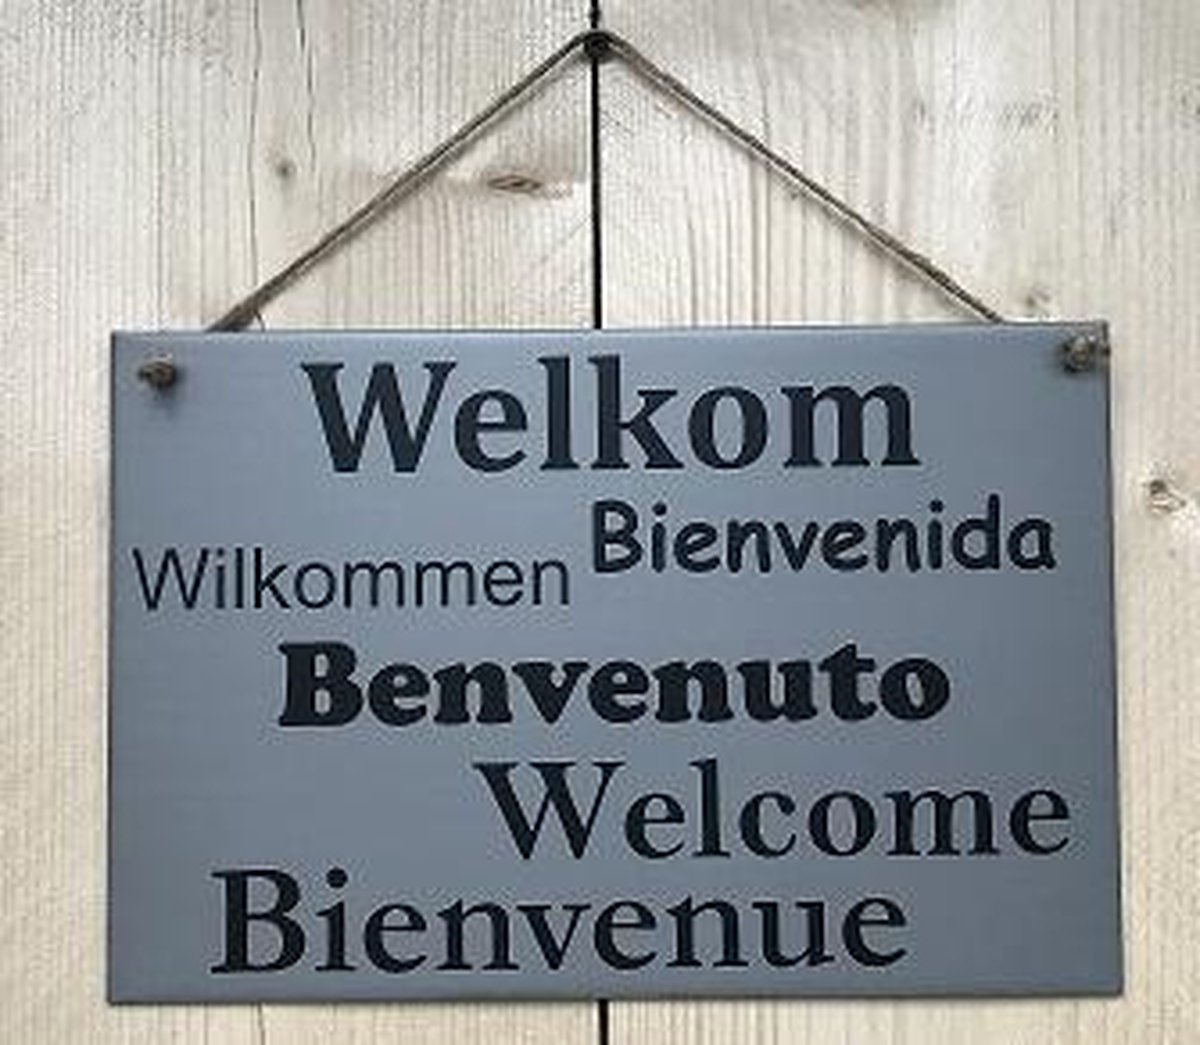 Welkom
Bienvenida
Wilkommen
Benvenuto
Welcome
Bienvenue